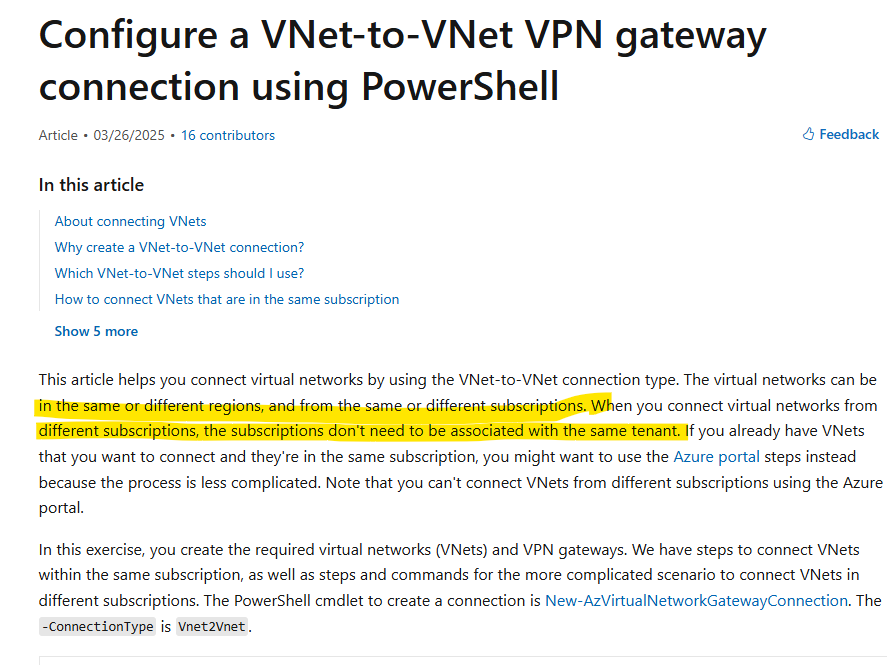 Configure a VNet-to-VNet VPN gateway
connection using PowerShell
Article • 03/26/2025 • 16 contributors
Feedback
In this article
About connecting VNets
Why create a VNet-to-VNet connection?
Which VNet-to-VNet steps should I use?
How to connect VNets that are in the same subscription
Show 5 more
This article helps you connect virtual networks by using the VNet-to-VNet connection type. The virtual networks can be
in the same or different regions, and from the same or different subscriptions. When you connect virtual networks from
different subscriptions, the subscriptions don't need to be associated with the same tenant. If you already have VNets
that you want to connect and they're in the same subscription, you might want to use the Azure portal steps instead
because the process is less complicated. Note that you can't connect VNets from different subscriptions using the Azure
portal.
In this exercise, you create the required virtual networks (VNets) and VPN gateways. We have steps to connect VNets
within the same subscription, as well as steps and commands for the more complicated scenario to connect VNets in
different subscriptions. The PowerShell cmdlet to create a connection is New-AzVirtualNetworkGatewayConnection. The
-ConnectionType is Vnet2Vnet.